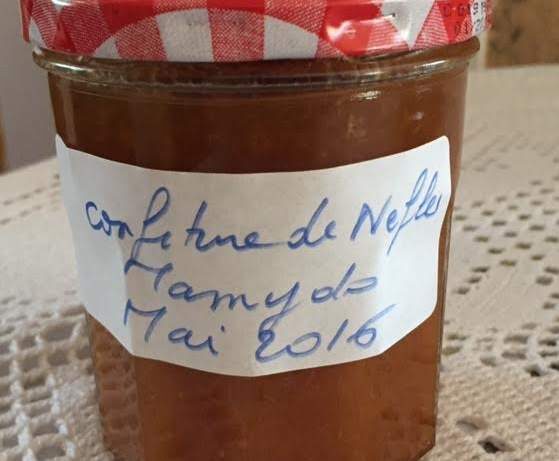 confiture de Nefles
Mamydo
Mai 2016